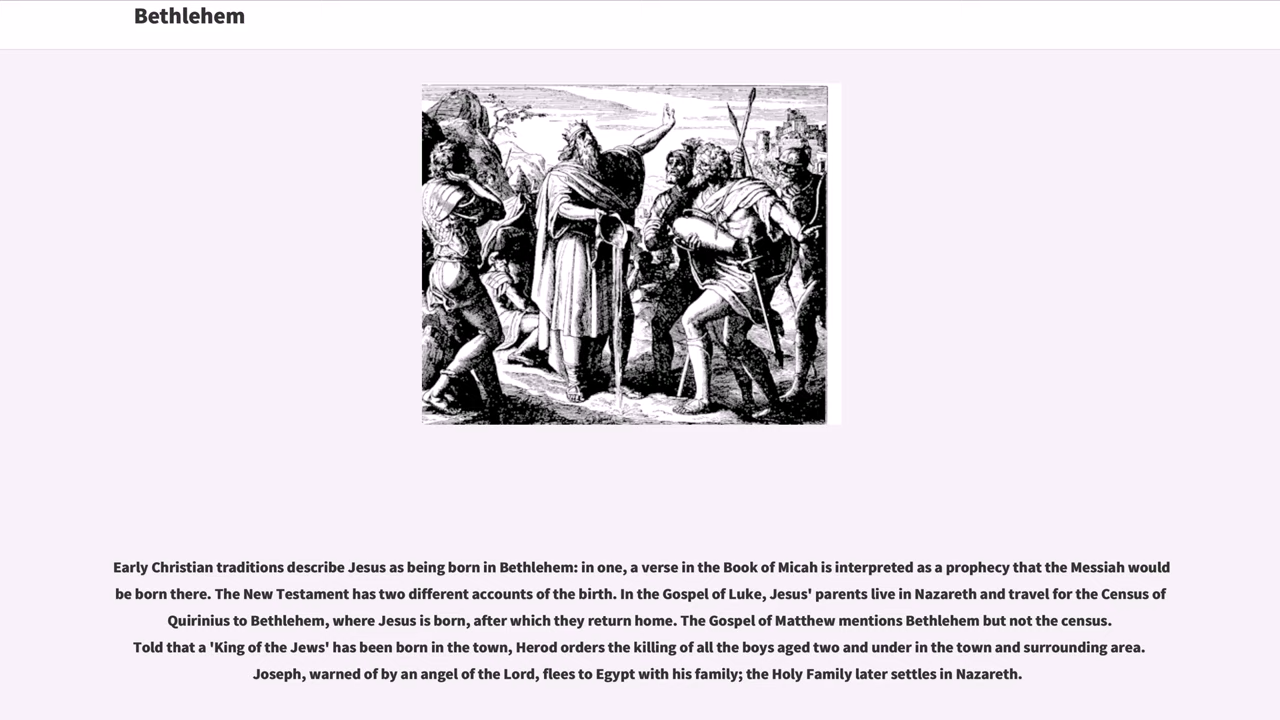 Bethlehem
Early Christian traditions describe Jesus as being born in Bethlehem: in one, a verse in the Book of Micah is interpreted as a prophecy that the Messiah would
be born there. The New Testament has two different accounts of the birth. In the Gospel of Luke, Jesus' parents live in Nazareth and travel for the Census of
Quirinius to Bethlehem, where Jesus is born, after which they return home. The Gospel of Matthew mentions Bethlehem but not the census.
Told that a 'King of the Jews' has been born in the town, Herod orders the killing of all the boys aged two and under in the town and surrounding area.
Joseph, warned of by an angel of the Lord, flees to Egypt with his family; the Holy Family later settles in Nazareth.